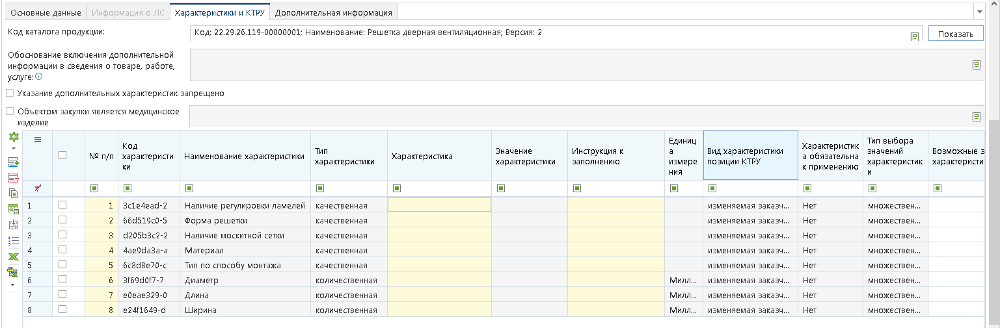 Основные данные Информация о ЛС Характеристики и КТРУ Дополнительная информация
Код каталога продукции: Код: 22.29.26.119-00000001; Наименование: Решетка дверная вентиляционная; Версия: 2 Показать
Обоснование включения дополнительной
информации в сведения о товаре, работе,
услуге:
Указание дополнительных характеристик запрещено
Объектом закупки является медицинское
изделие
№ п/п
Код
характеристи
ки
Наименование характеристики
Тип
характеристики
Характеристика
Значение
характеристики
Инструкция к
заполнению
Единиц
а
измере
ния
Вид характеристики
позиции КТРУ
Характеристик
а обязательна
к применению
Тип выбора
значений
характеристик
и
Возможные з
характеристи
1 1 3c1e4ead-2 Наличие регулировки ламелей качественная изменяемая заказч... Нет множествен...
2 2 66d519c0-5 Форма решетки качественная изменяемая заказч... Нет множествен...
3 3 d205b3c2-2 Наличие москитной сетки качественная изменяемая заказч... Нет множествен...
4 4 4ae9da3a-a Материал качественная изменяемая заказч... Нет множествен...
5 5 6c8d8e70-c Тип по способу монтажа качественная изменяемая заказч... Нет множествен...
6 6 3f69d0f7-7 Диаметр количественная Милл... изменяемая заказч... Нет множествен...
7 7 e0eae329-0 Длина количественная Милл... изменяемая заказч... Нет множествен...
8 8 e24f1649-d Ширина количественная Милл... изменяемая заказч... Нет множествен...